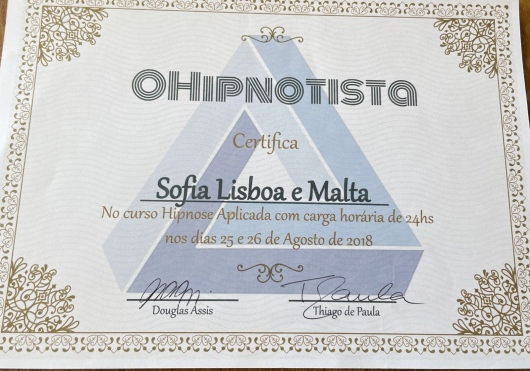 OHIPNOTISTA
Certifica
Sofia Lisboa e Malta
No curso Hipnose Aplicada com carga horária de 24hs
nos dias 25 e 26 de Agosto de 2018
Douglas Assis
Thiago de Paula